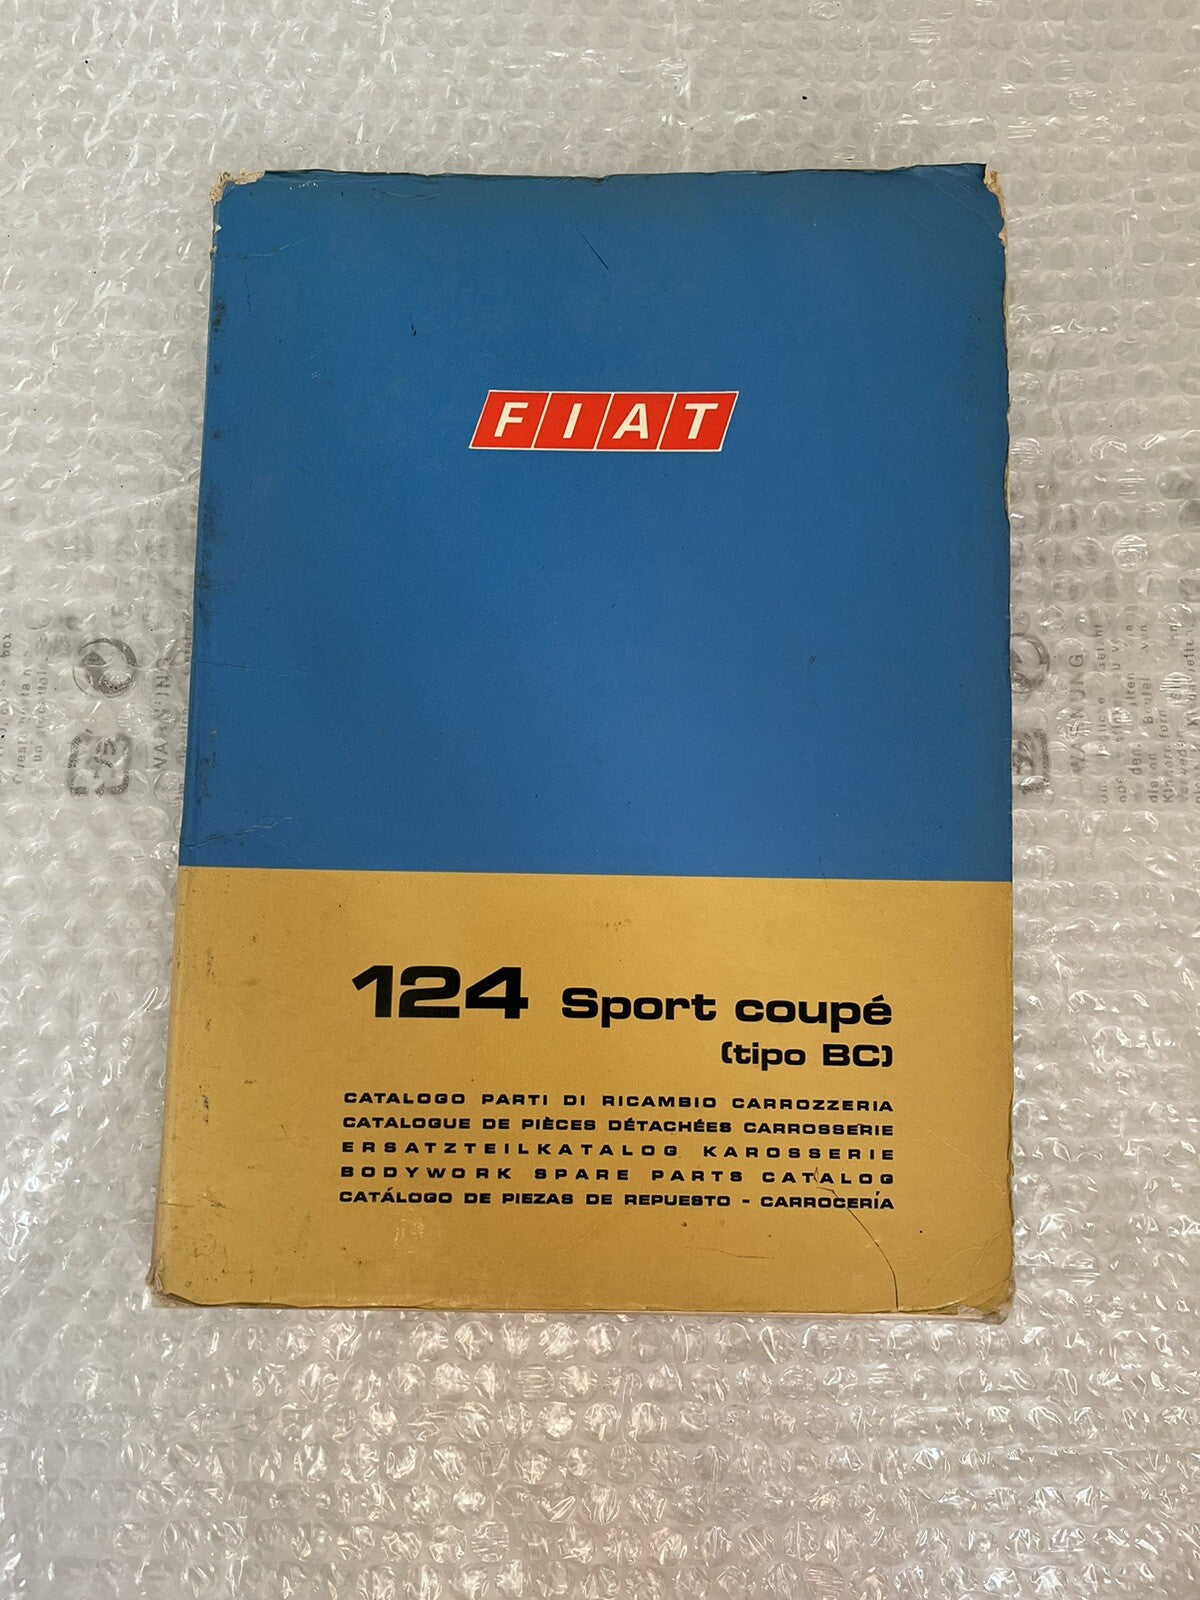 FIAT
124 Sport coupé
(tipo BC)
CATALOGO PARTI DI RICAMBIO CARROZZERIA
CATALOGUE DE PIÈCES DÉTACHÉES CARROSSERIE
ERSATZTEILKATALOG KAROSSERIE
BODYWORK SPARE PARTS CATALOG
CATÁLOGO DE PIEZAS DE REPUESTO - CARROCERÍA
WARNUNG